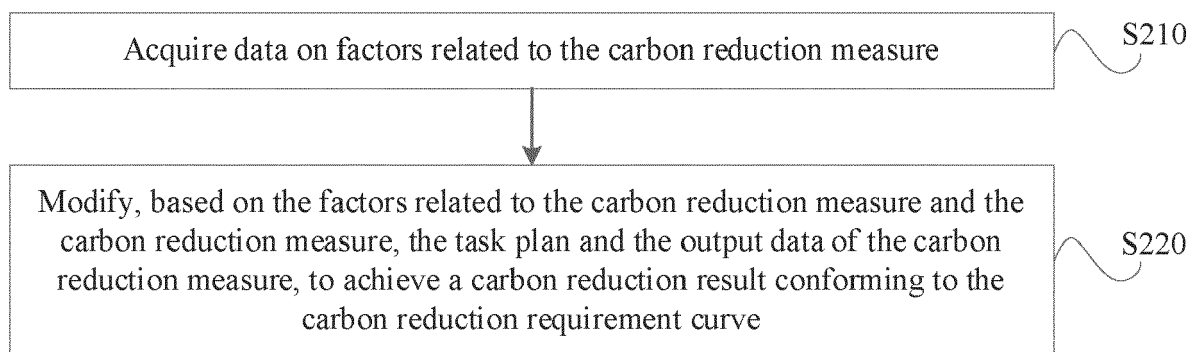 Acquire data on factors related to the carbon reduction measure
S210
Modify, based on the factors related to the carbon reduction measure and the
carbon reduction measure, the task plan and the output data of the carbon
reduction measure, to achieve a carbon reduction result conforming to the
carbon reduction requirement curve
S220